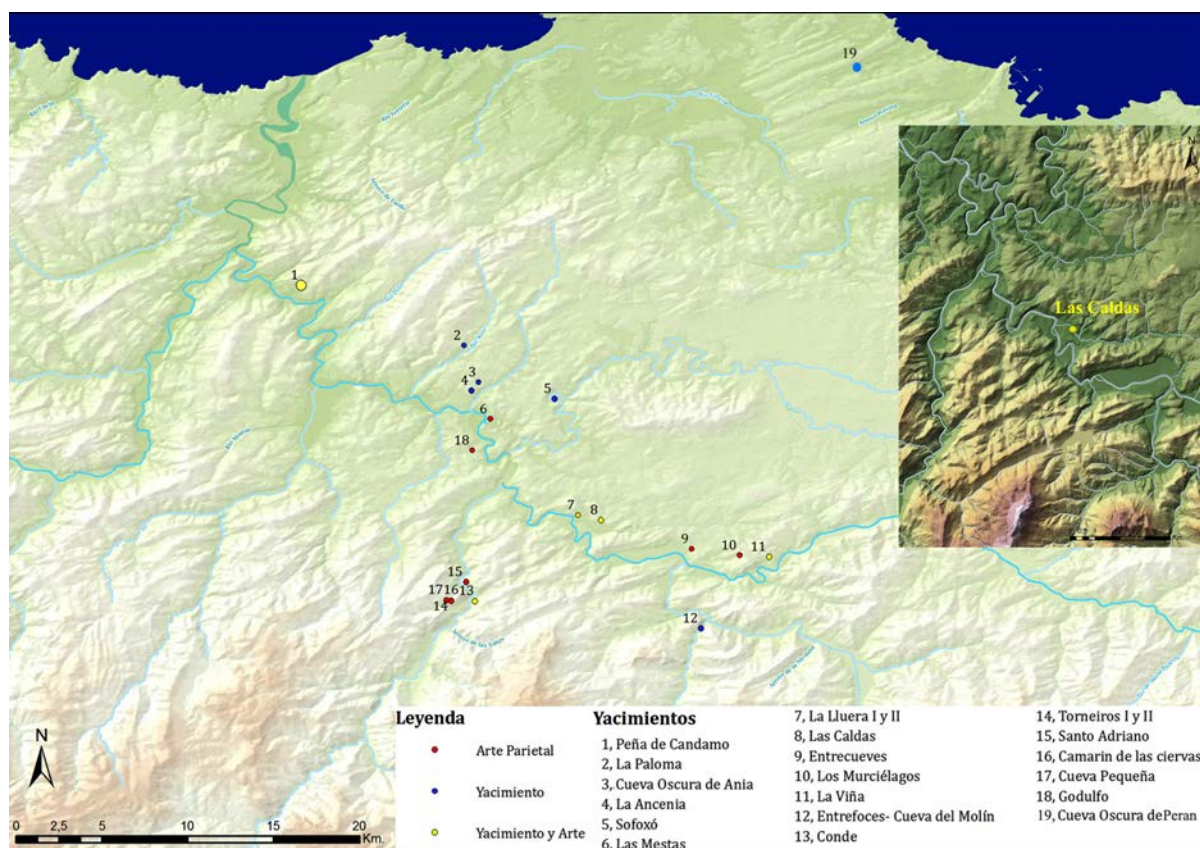 19
N
Las Caldas
1
2
3
4
5
6
18
7
8
9
10
11
15
17 16 13
14
12
N
0 2,5 5 10 15 20
Km.
Leyenda
Arte Parietal
Yacimiento
Yacimiento y Arte
Yacimientos
1, Peña de Candamo
2, La Paloma
3, Cueva Oscura de Ania
4, La Ancenia
5, Sofoxó
6, Las Mestas
7, La Lluera I y II
8, Las Caldas
9, Entrecueves
10, Los Murciélagos
11, La Viña
12, Entrefoces- Cueva del Molín
13, Conde
14, Torneiros I y II
15, Santo Adriano
16, Camarin de las ciervas
17, Cueva Pequeña
18, Godulfo
19, Cueva Oscura de Peran